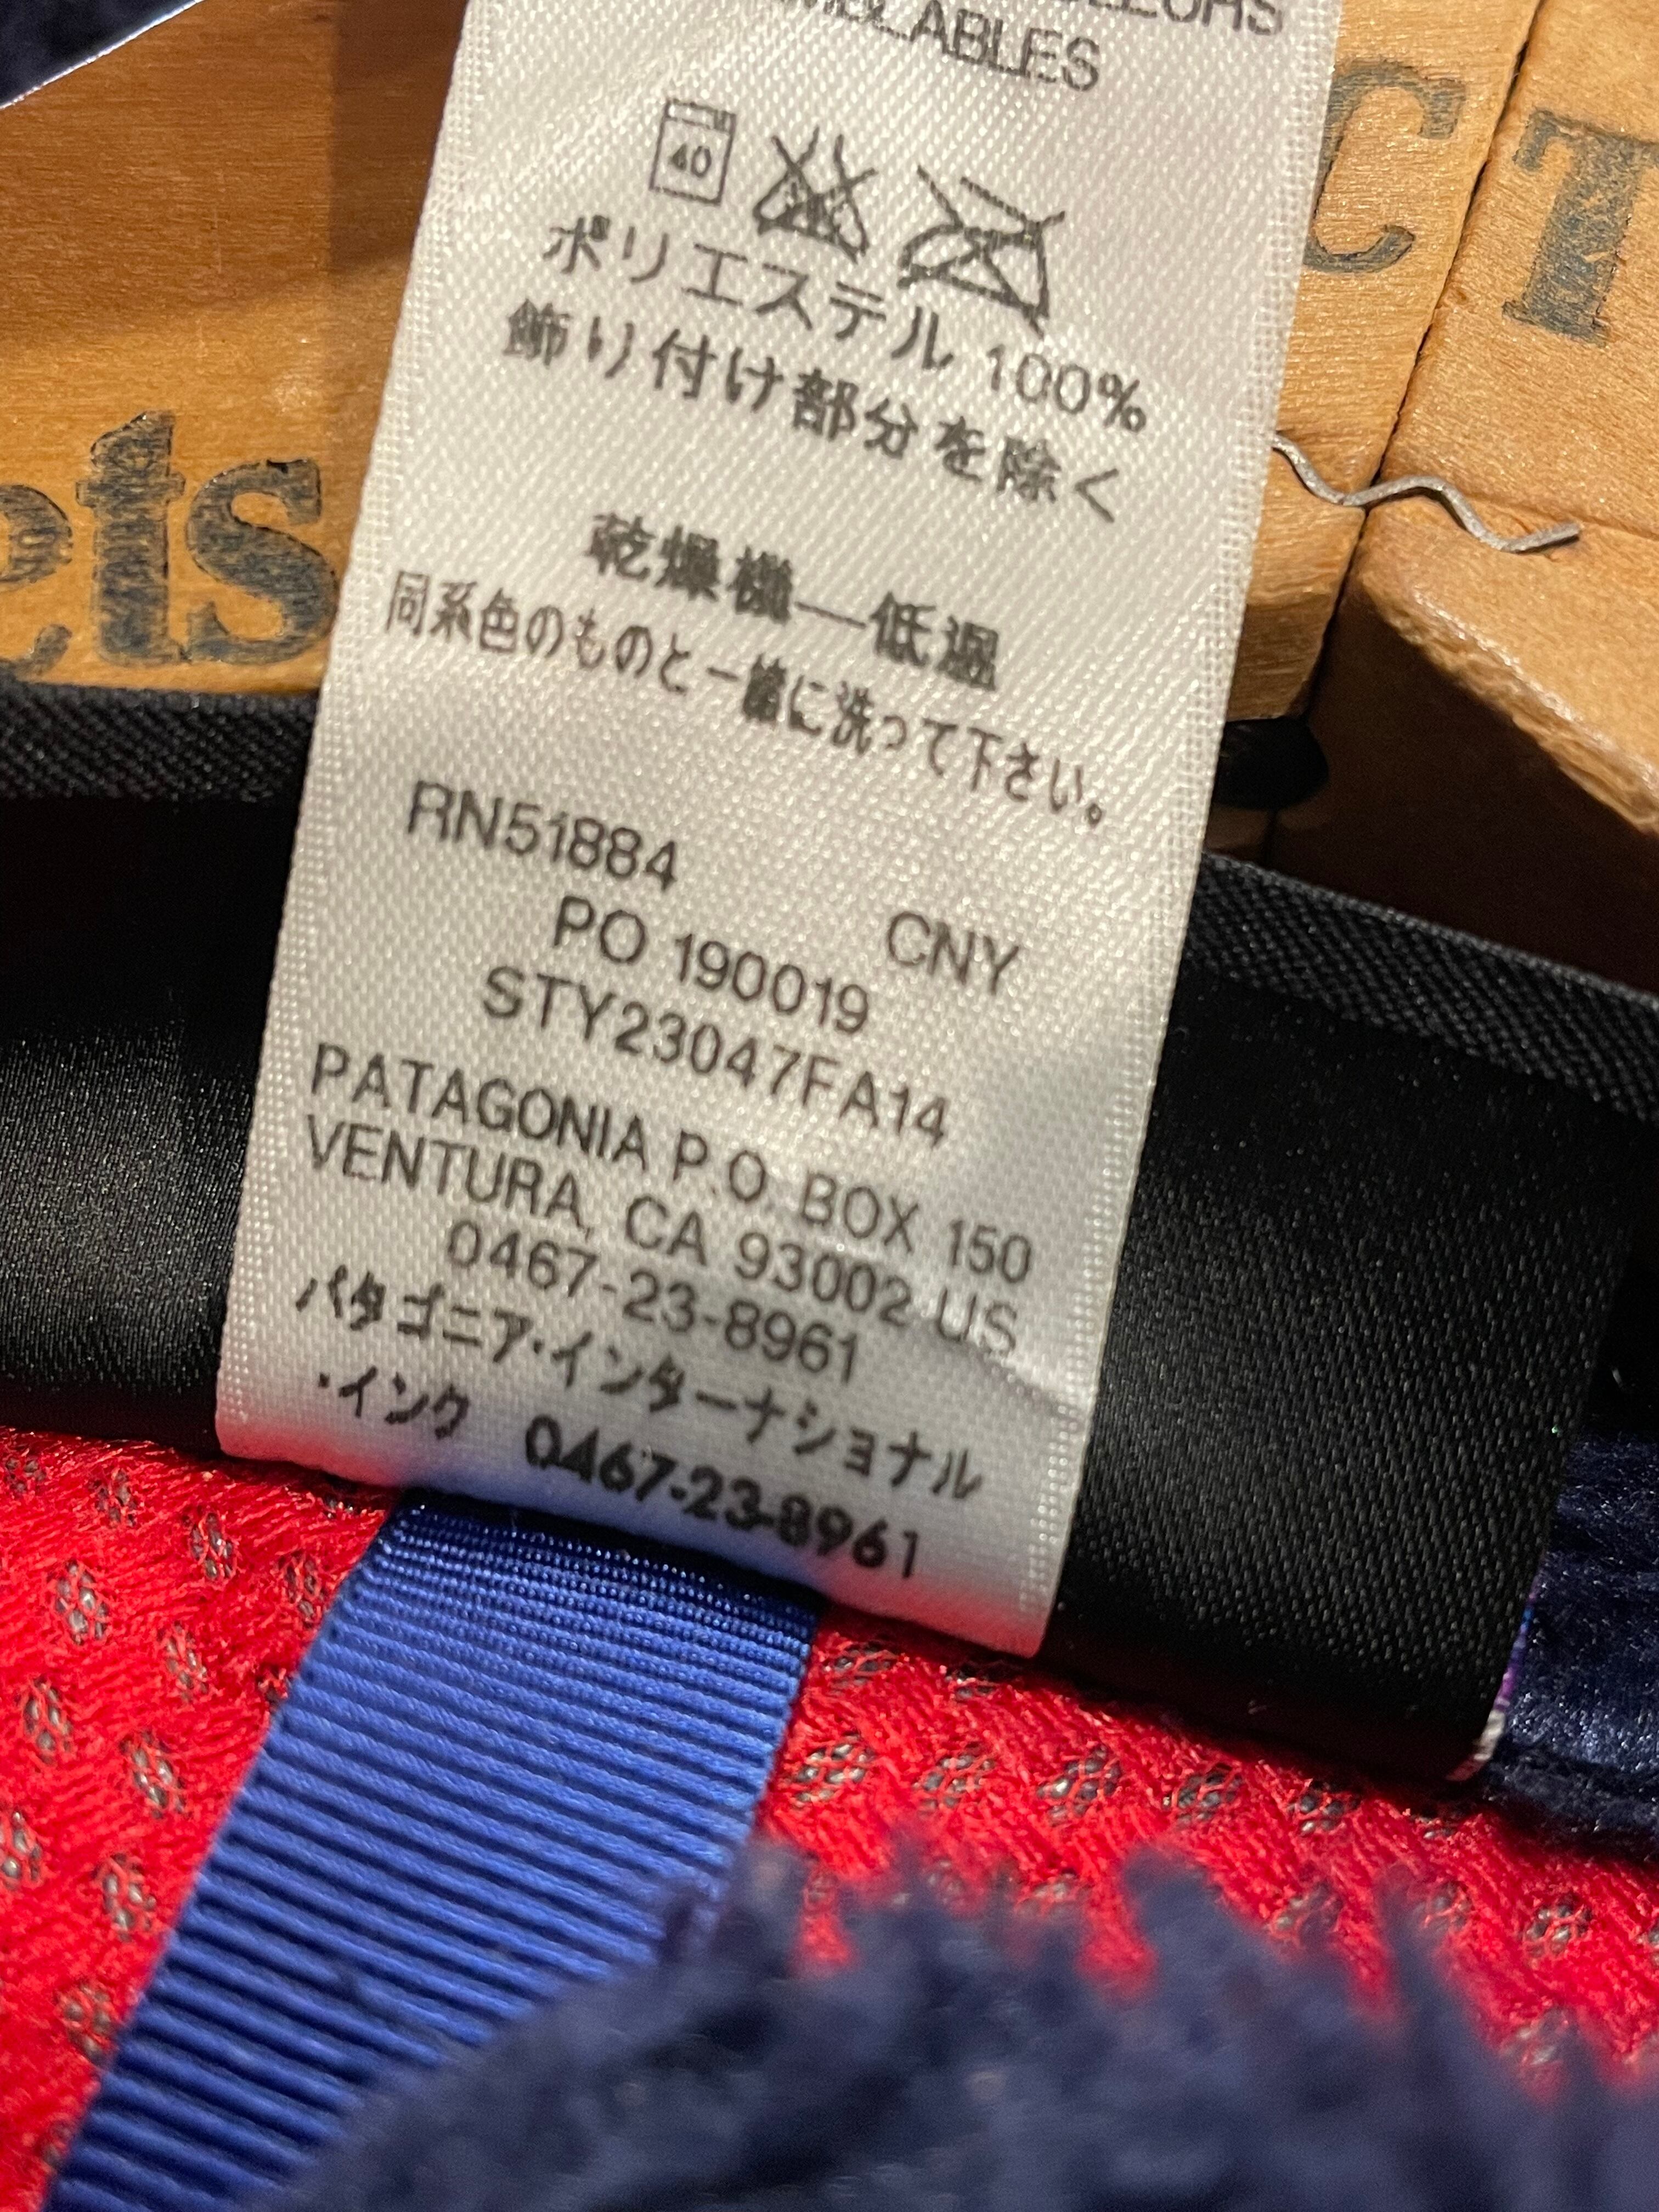 ABLES
40
ポリエステル 100%
飾り付け部分を除く
乾燥機—低温
同系色のものと一緒に洗って下さい。
RN51884
CNY
PO 190019
STY23047FA14
PATAGONIA P.O. BOX 150
VENTURA, CA 93002 US
0467-23-8961
パタゴニア・インターナショナル
・インク 0467-23-8961
CT
ets